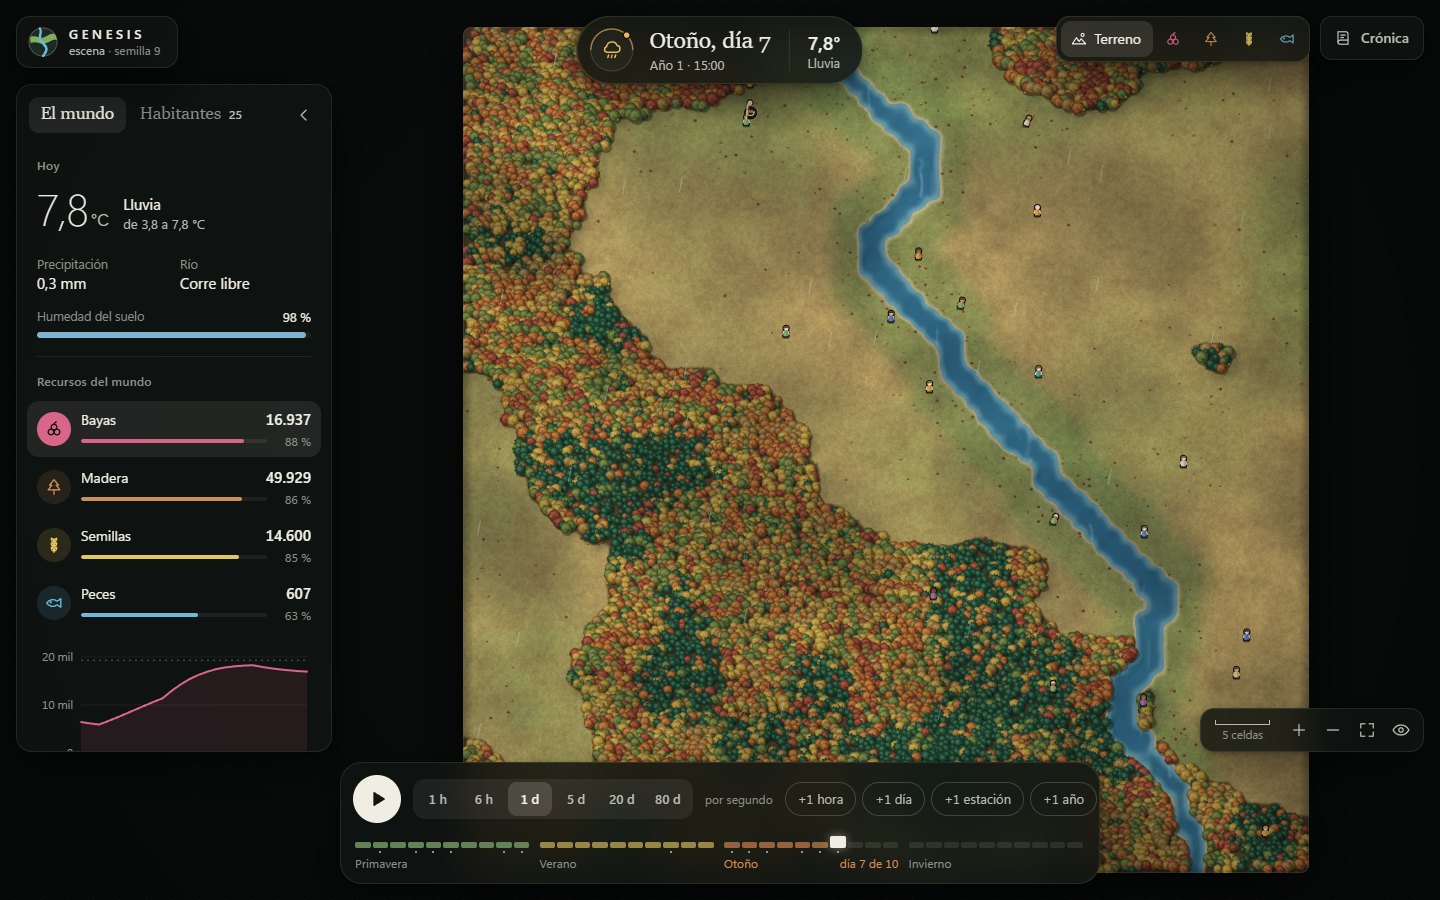 GENESIS
escena · semilla 9
Otoño, día 7
Año 1 · 15:00
7,8°
Lluvia
Terreno
Crónica
El mundo
Habitantes 25
Hoy
7,8 °C
Lluvia
de 3,8 a 7,8 °C
Precipitación
0,3 mm
Río
Corre libre
Humedad del suelo
98 %
Recursos del mundo
Bayas
16.937
88 %
Madera
49.929
86 %
Semillas
14.600
85 %
Peces
607
63 %
20 mil
10 mil
5 celdas
1 h
6 h
1 d
5 d
20 d
80 d
por segundo
+1 hora
+1 día
+1 estación
+1 año
Primavera
Verano
Otoño
día 7 de 10
Invierno